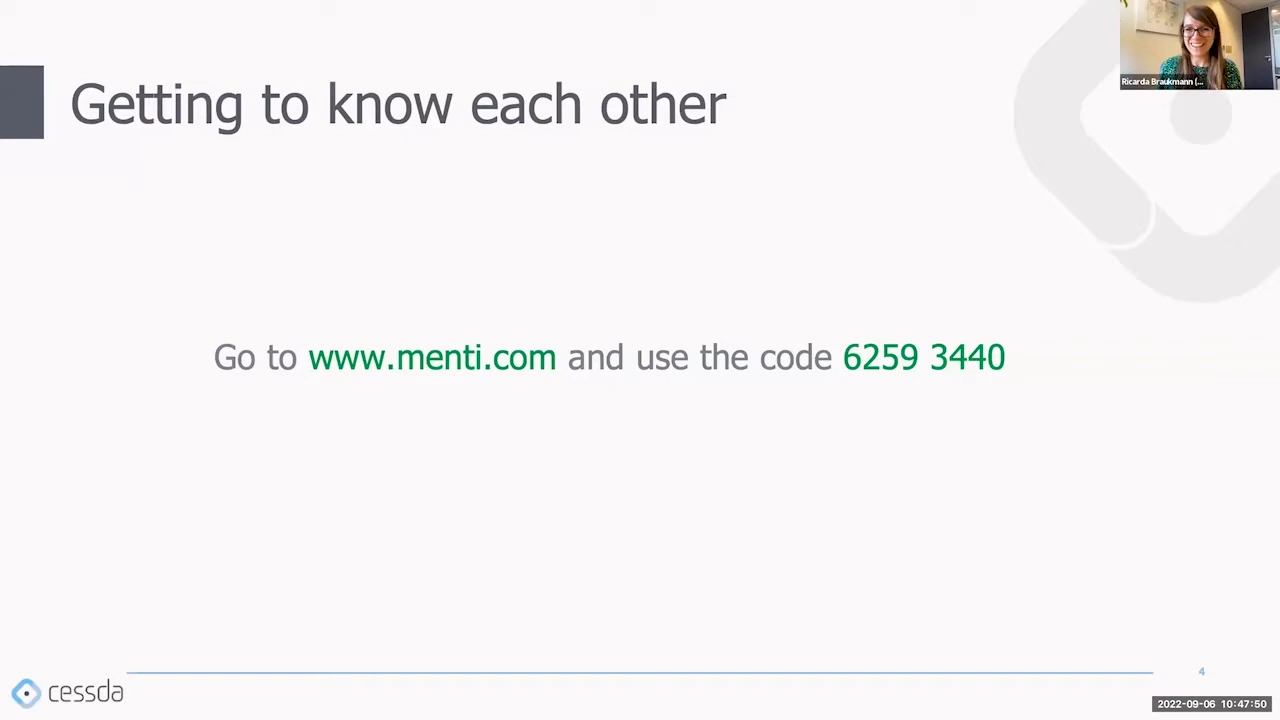 Getting to know each other
Ricarda Braukmann (...
Go to www.menti.com and use the code 6259 3440
4
cessda
2022-09-06 10:47:50